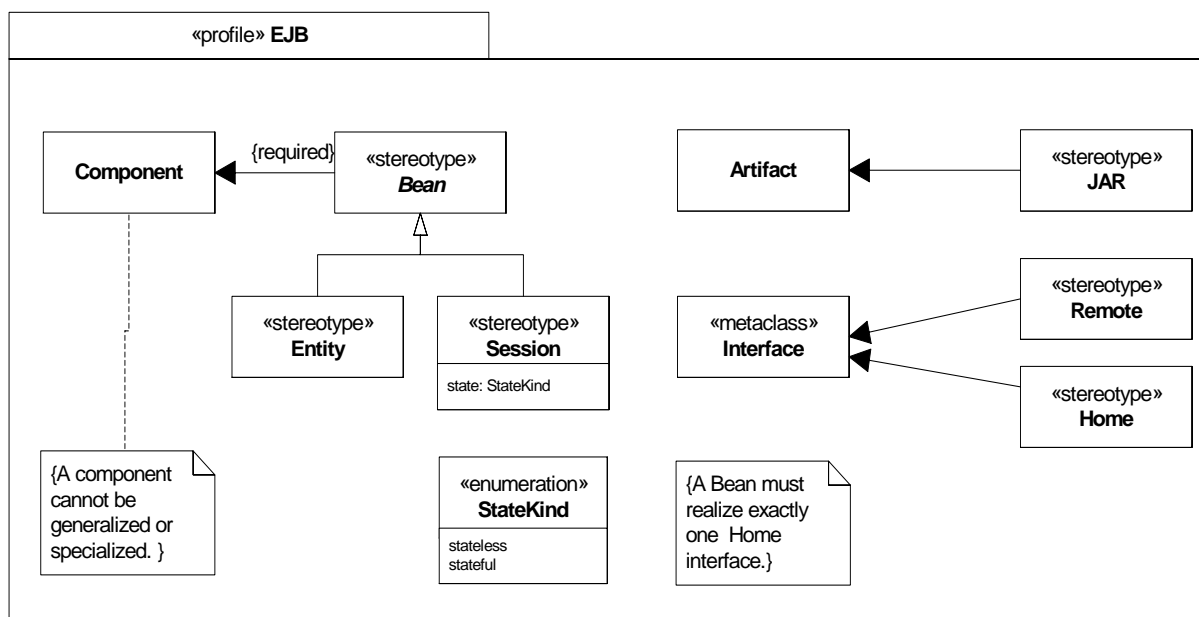 «profile» EJB
Component
{required}
«stereotype»
Bean
Artifact
«stereotype»
JAR
«stereotype»
Entity
«stereotype»
Session
state: StateKind
«metaclass»
Interface
«stereotype»
Remote
«stereotype»
Home
{A component
cannot be
generalized or
specialized. }
«enumeration»
StateKind
stateless
stateful
{A Bean must
realize exactly
one Home
interface.}